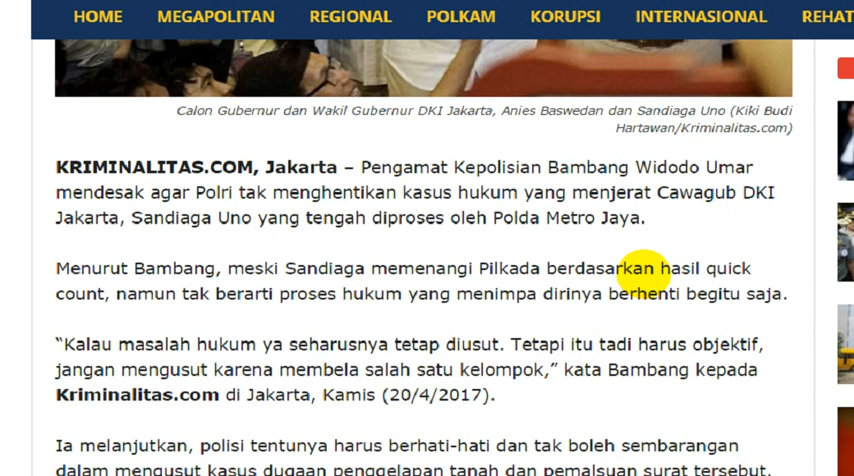 HOME MEGAPOLITAN REGIONAL POLKAM KORUPSI INTERNASIONAL REHAT
Calon Gubernur dan Wakil Gubernur DKI Jakarta, Anies Baswedan dan Sandiaga Uno (Kiki Budi
Hartawan/Kriminalitas.com)
KRIMINALITAS.COM, Jakarta – Pengamat Kepolisian Bambang Widodo Umar
mendesak agar Polri tak menghentikan kasus hukum yang menjerat Cawagub DKI
Jakarta, Sandiaga Uno yang tengah diproses oleh Polda Metro Jaya.
Menurut Bambang, meski Sandiaga memenangi Pilkada berdasarkan hasil quick
count, namun tak berarti proses hukum yang menimpa dirinya berhenti begitu saja.
“Kalau masalah hukum ya seharusnya tetap diusut. Tetapi itu tadi harus objektif,
jangan mengusut karena membela salah satu kelompok,” kata Bambang kepada
Kriminalitas.com di Jakarta, Kamis (20/4/2017).
Ia melanjutkan, polisi tentunya harus berhati-hati dan tak boleh sembarangan
dalam mengusut kasus dugaan penggelapan tanah dan pemalsuan surat tersebut.